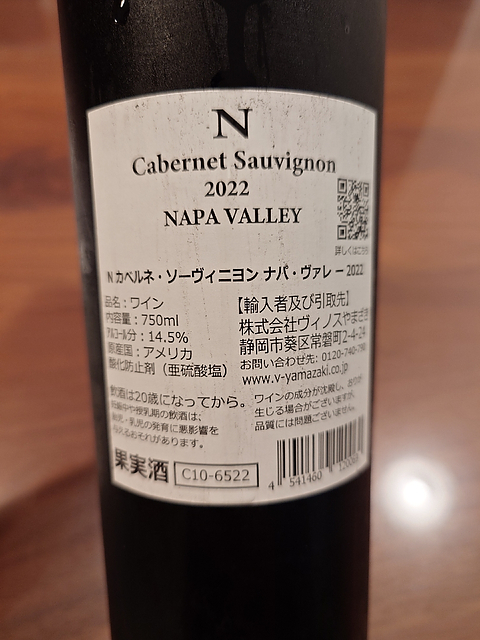 N
Cabernet Sauvignon
2022
NAPA VALLEY
詳しくはこちら
N カベルネ・ソーヴィニヨン ナパ・ヴァレー 2022
品名：ワイン
内容量：750ml
アルコール分：14.5%
原産国：アメリカ
酸化防止剤（亜硫酸塩）
【輸入者及び引取先】
株式会社ヴィノスやまざき
静岡市葵区常磐町2-4-2
お問い合わせ先：0120-740-790
www.v-yamazaki.co.jp
飲酒は20歳になってから。
妊娠中や授乳期の飲酒は、
胎児・乳児の発育に悪影響を
与えるおそれがあります。
ワインの成分が沈殿し、
生じる場合がございますが、
品質には問題ございません。
果実酒
C10-6522
4 541460